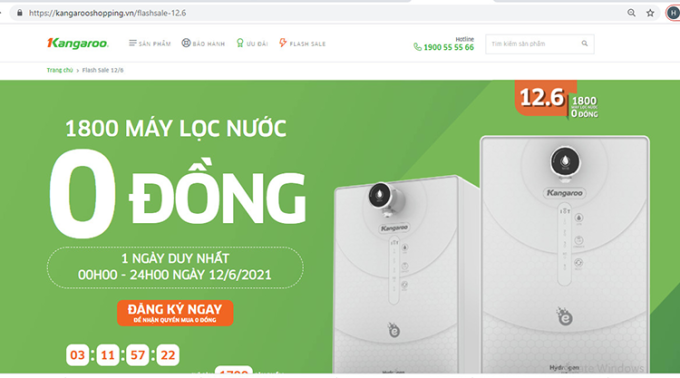 https://kangarooshopping.vn/flashsale-12.6
H
Kangaroo
SẢN PHẨM
BẢO HÀNH
ƯU ĐÃI
FLASH SALE
Hotline
1900 55 55 66
Tìm kiếm sản phẩm
Trang chủ › Flash Sale 12/6
12.6
1800
0 ĐỒNG
1800 MÁY LỌC NƯỚC
0 ĐỒNG
1 NGÀY DUY NHẤT
00H00 - 24H00 NGÀY 12/6/2021
ĐĂNG KÝ NGAY
ĐỂ NHẬN QUYỀN MUA 0 ĐỒNG
03 : 11 : 57 : 22
Kangaroo
Kangaroo
e
e
Hydrogen
Windows